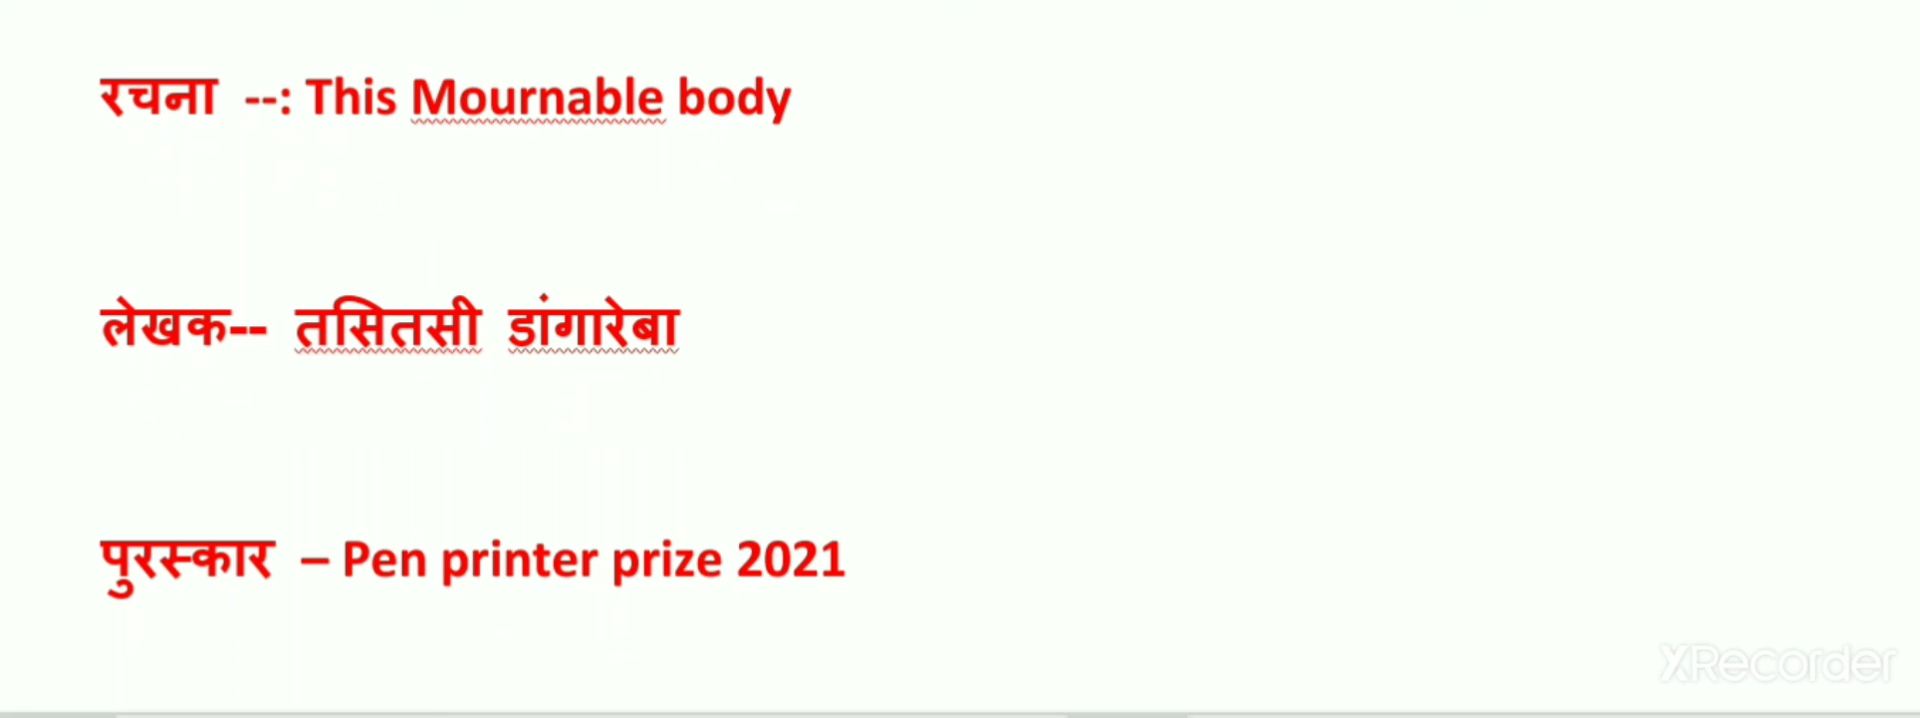 रचना --: This Mournable body
लेखक-- तसितसी डांगारेबा
पुरस्कार – Pen printer prize 2021
XRecorder